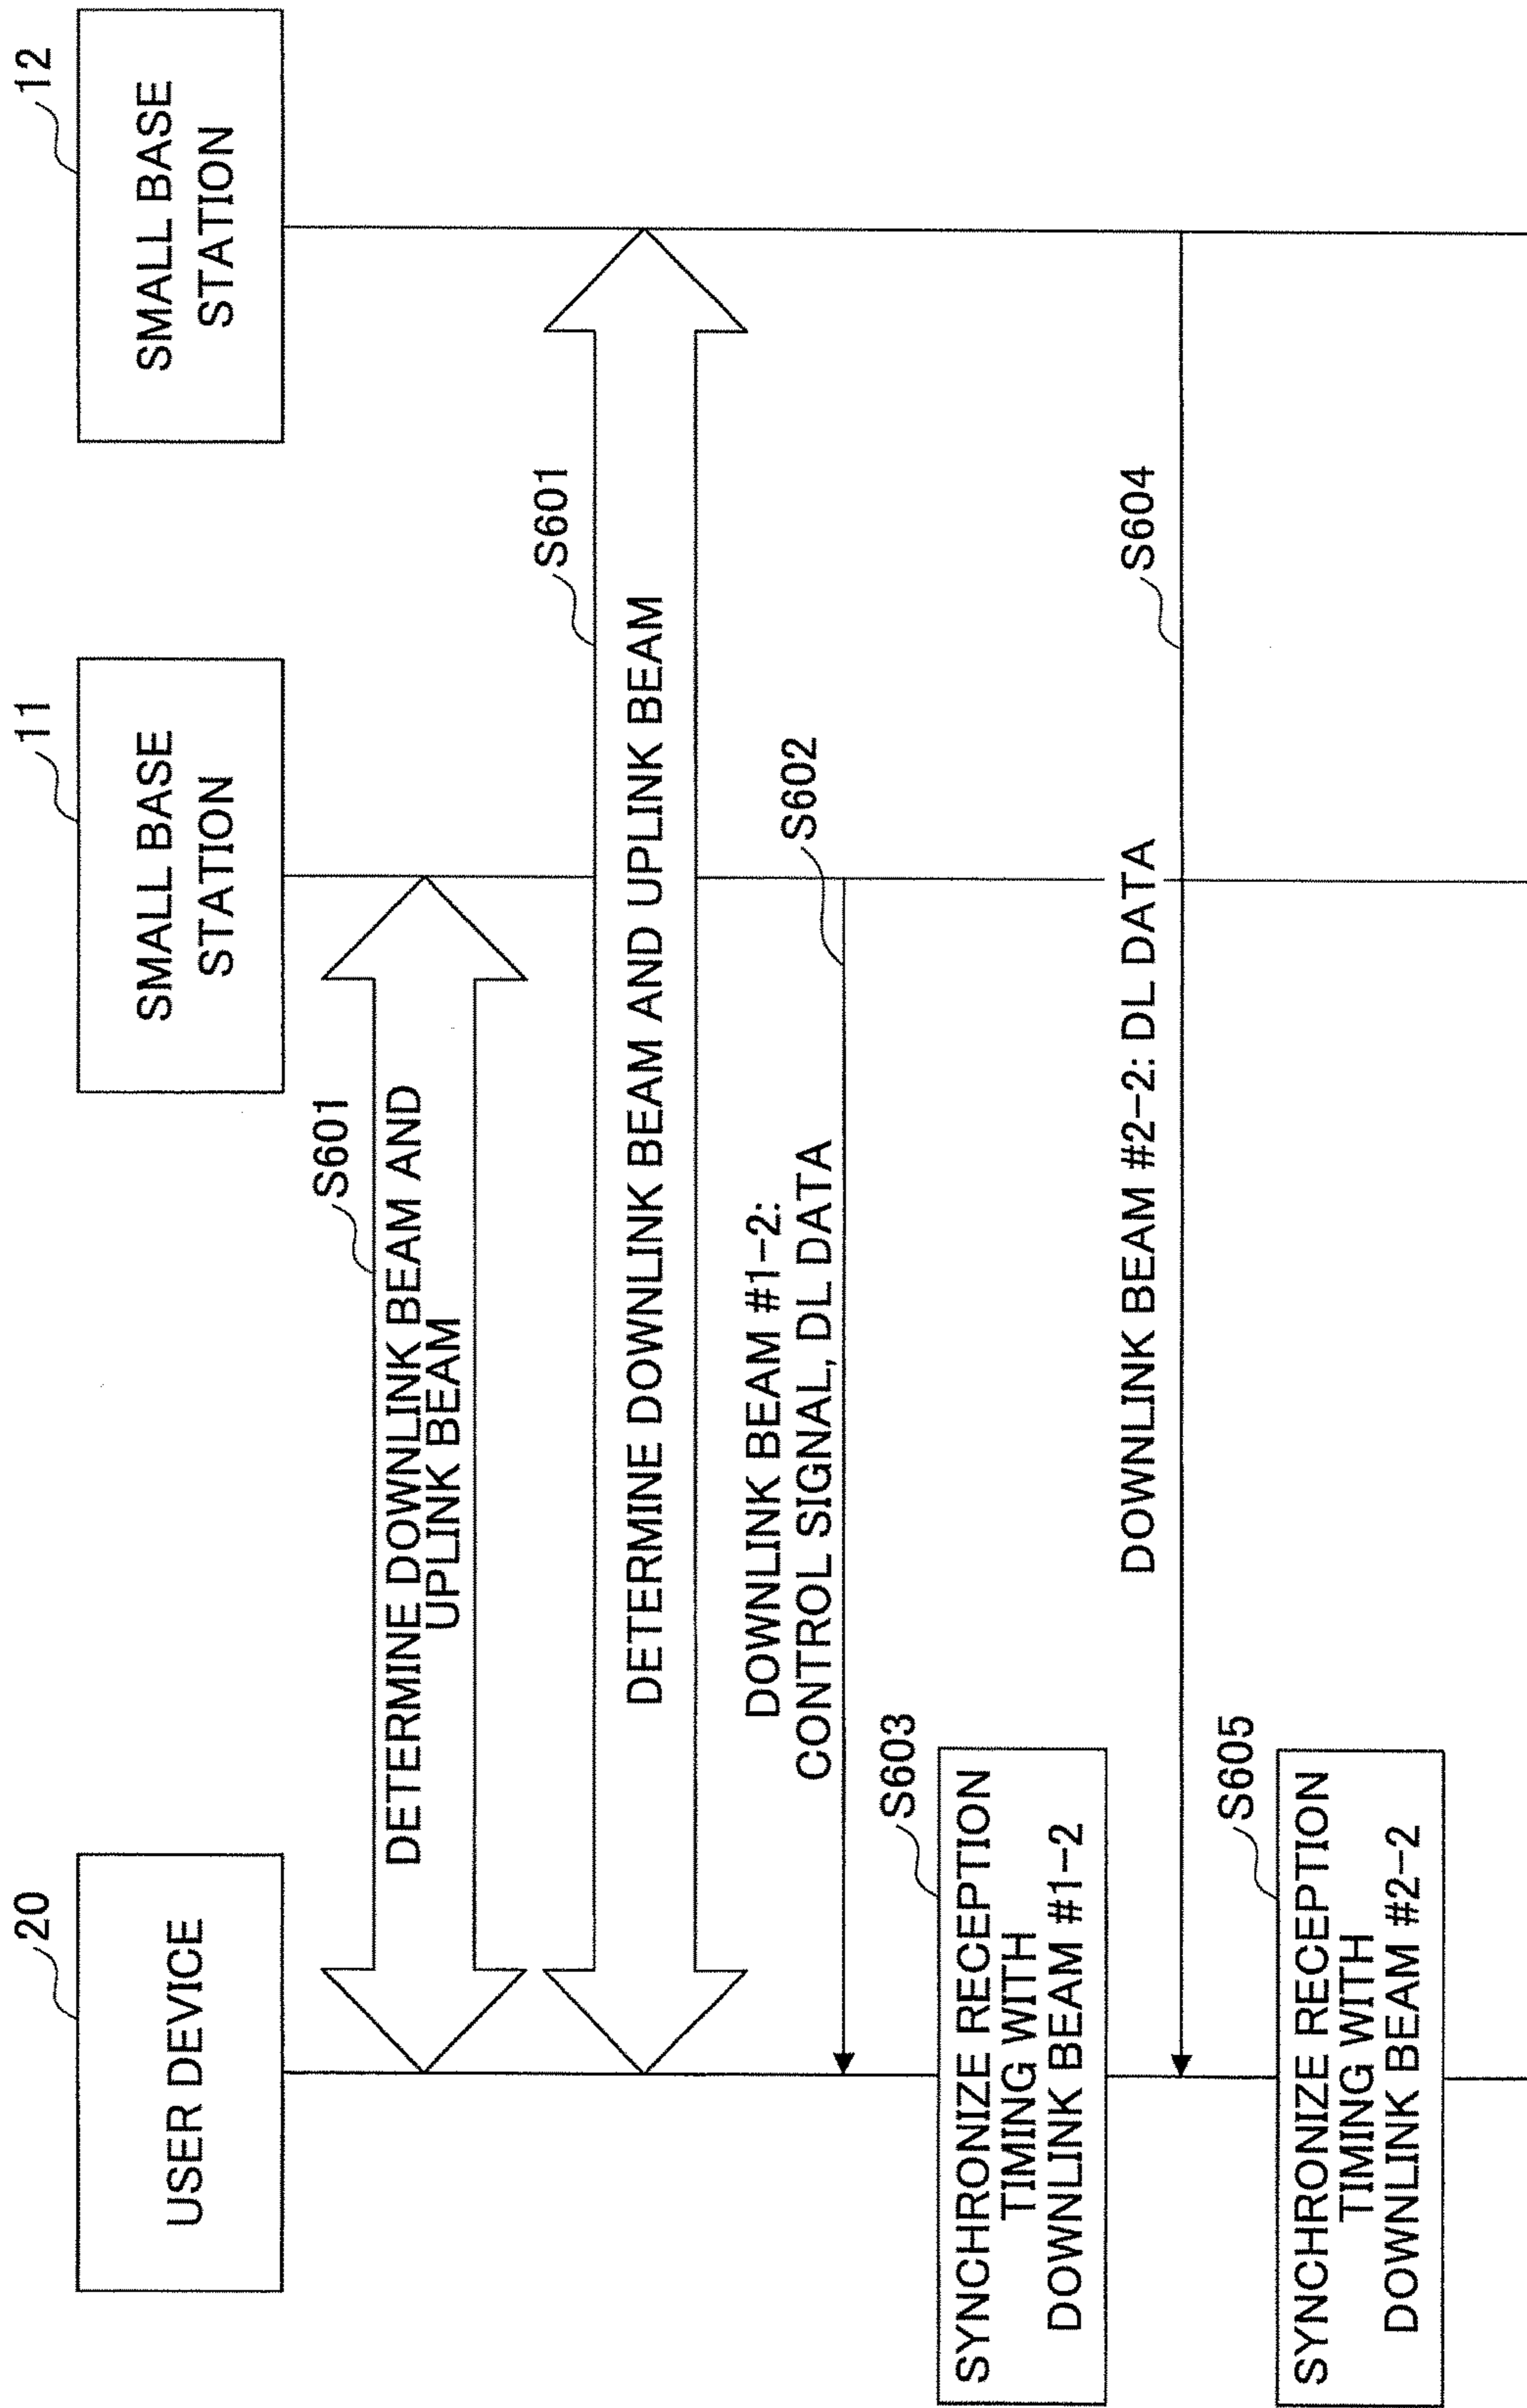 20
USER DEVICE
11
SMALL BASE
STATION
12
SMALL BASE
STATION
S601
DETERMINE DOWNLINK BEAM AND
UPLINK BEAM
S601
DETERMINE DOWNLINK BEAM AND UPLINK BEAM
DOWNLINK BEAM #1-2:
CONTROL SIGNAL, DL DATA
S602
S603
SYNCHRONIZE RECEPTION
TIMING WITH
DOWNLINK BEAM #1-2
DOWNLINK BEAM #2-2: DL DATA
S604
S605
SYNCHRONIZE RECEPTION
TIMING WITH
DOWNLINK BEAM #2-2